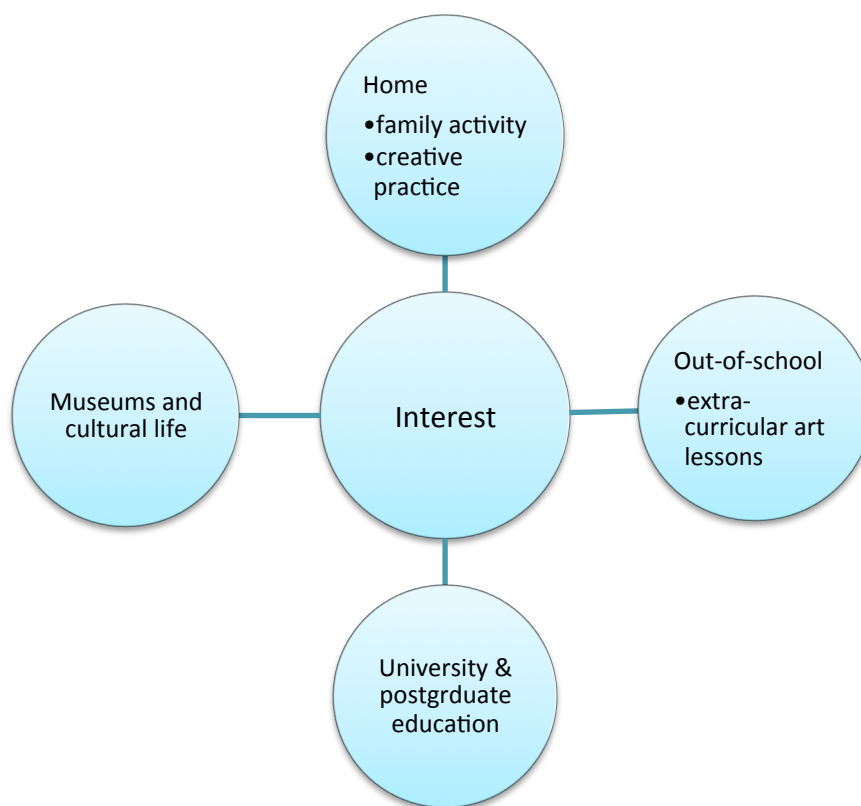 Home
•family activity
•creative
practice
Museums and
cultural life
Interest
Out-of-school
•extra-
curricular art
lessons
University &
postgrduate
education